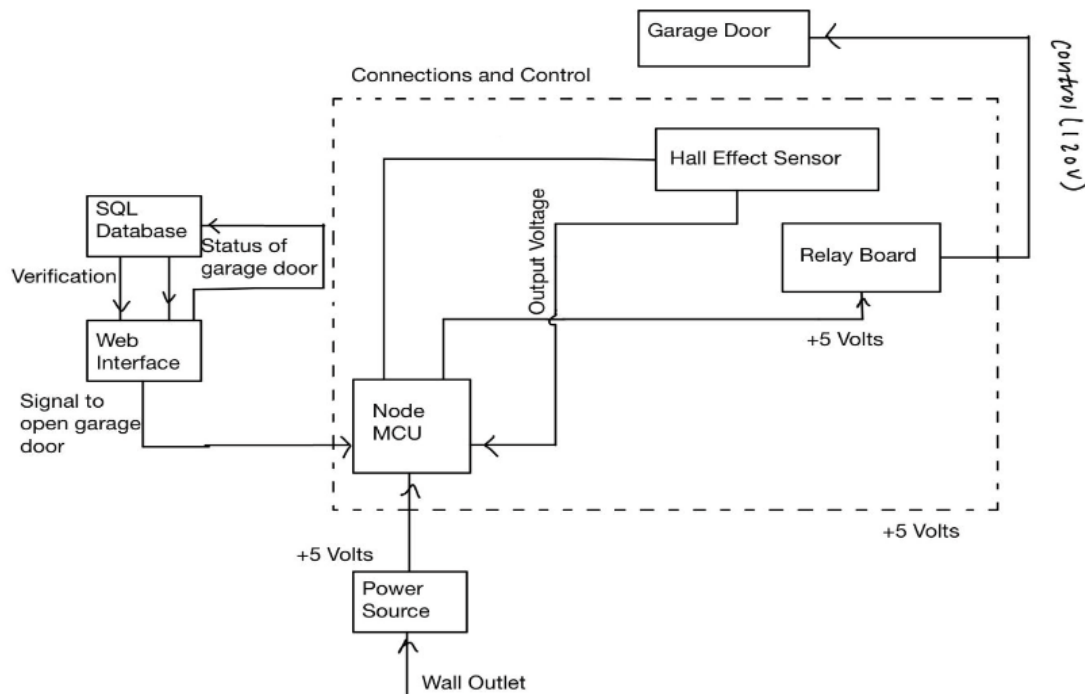 Garage Door
Control (120V)
Connections and Control
Hall Effect Sensor
SQL
Database
Status of
garage door
Verification
Output Voltage
Relay Board
+5 Volts
Web
Interface
Signal to
open garage
door
Node
MCU
+5 Volts
+5 Volts
Power
Source
Wall Outlet